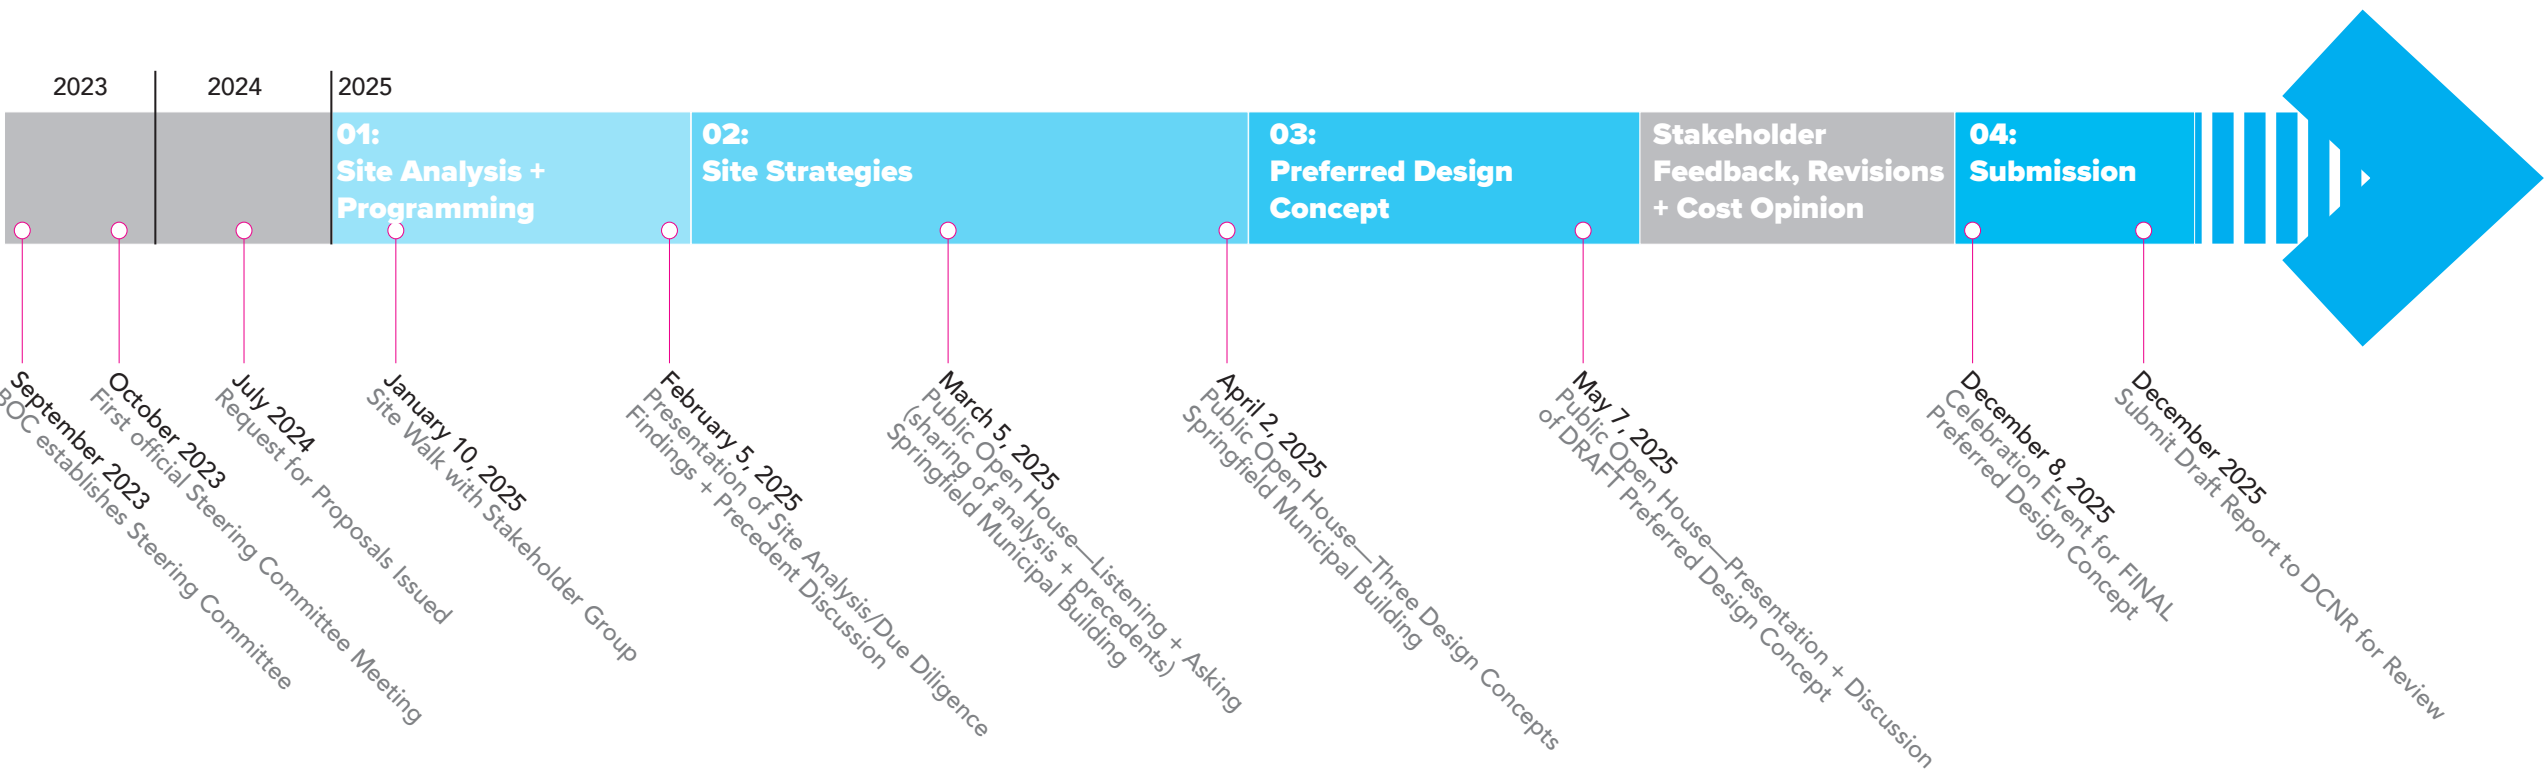 2023
2024
2025
01:
Site Analysis +
Programming
02:
Site Strategies
03:
Preferred Design
Concept
Stakeholder
Feedback, Revisions
+ Cost Opinion
04:
Submission
September 2023
BOC establishes Steering Committee
October 2023
First official Steering Committee Meeting
July 2024
Request for Proposals Issued
January 10, 2025
Site Walk with Stakeholder Group
February 5, 2025
Presentation of Site Analysis/Due Diligence
Findings + Precedent Discussion
March 5, 2025
Public Open House—Listening + Asking
(sharing of analysis + precedents)
Springfield Municipal Building
April 2, 2025
Public Open House—Three Design Concepts
Springfield Municipal Building
May 7, 2025
Public Open House—Presentation + Discussion
of DRAFT Preferred Design Concept
December 8, 2025
Celebration Event for FINAL
Preferred Design Concept
December 2025
Submit Draft Report to DCNR for Review